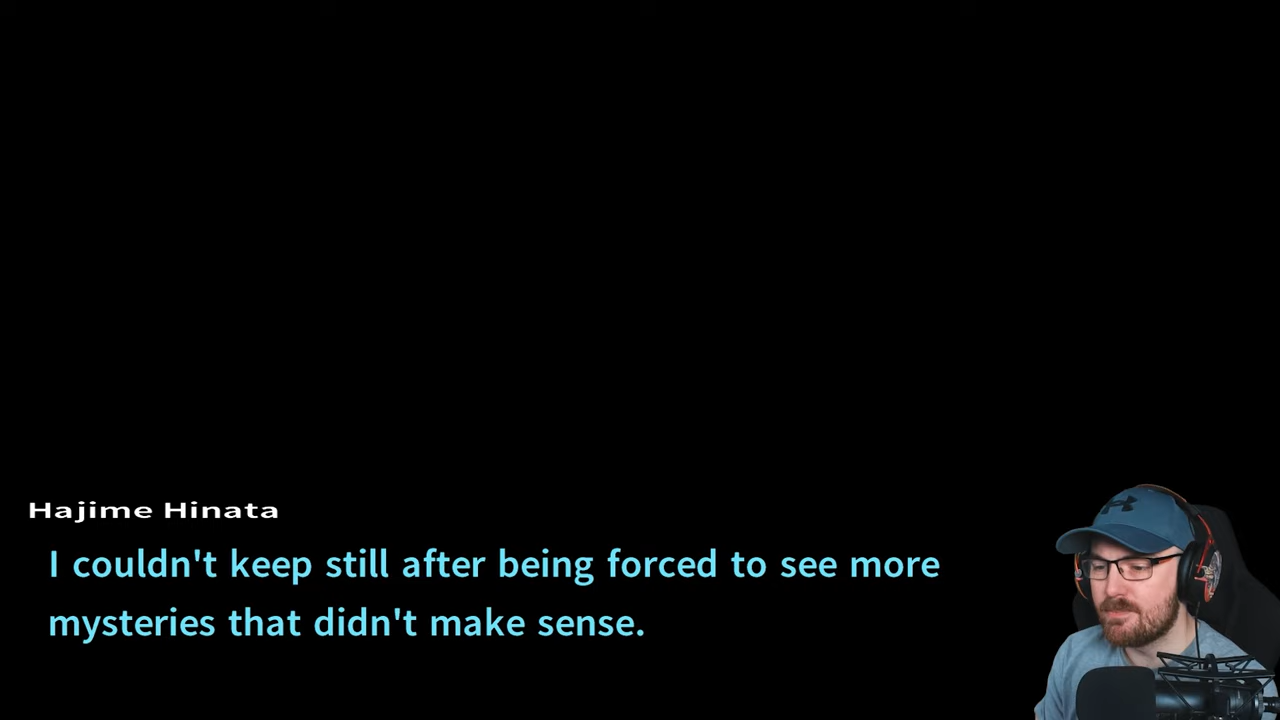 Hajime Hinata
I couldn't keep still after being forced to see more
mysteries that didn't make sense.